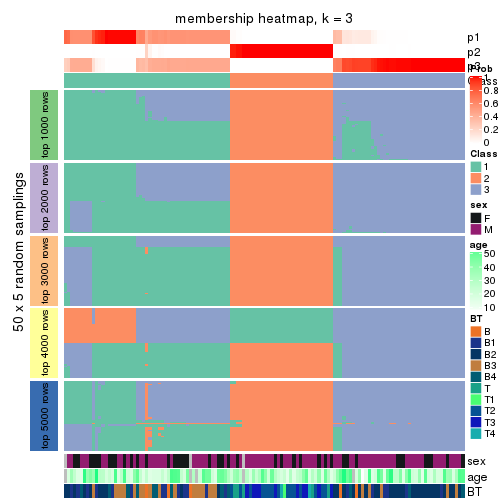 membership heatmap, k = 3
p1
p2
p3
Class
50 x 5 random samplings
top 1000 rows
top 2000 rows
top 3000 rows
top 4000 rows
top 5000 rows
sex
age
BT
Prob
1
0.8
0.6
0.4
0.2
0
Class
1
2
3
sex
F
M
age
50
40
30
20
10
BT
B
B1
B2
B3
B4
T
T1
T2
T3
T4